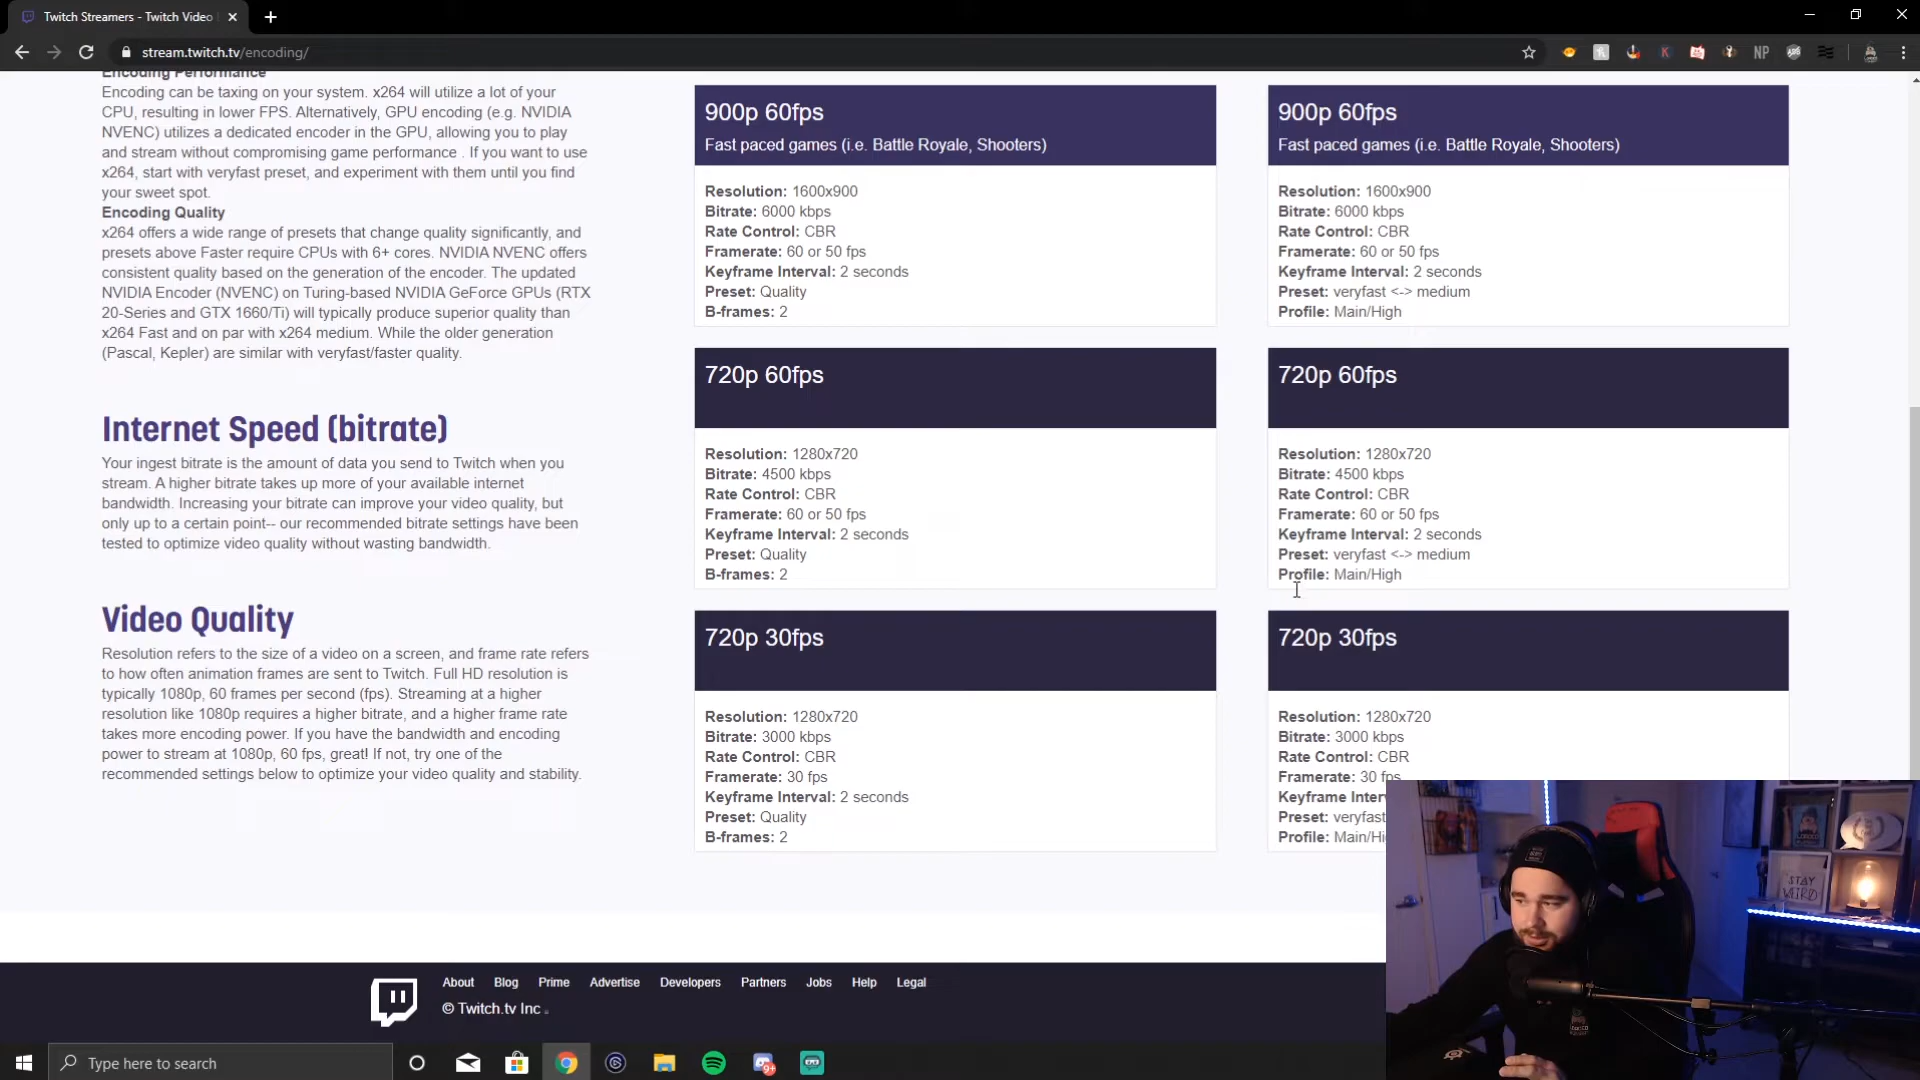 Twitch Streamers - Twitch Video
stream.twitch.tv/encoding/
NP
Encoding Performance
Encoding can be taxing on your system. x264 will utilize a lot of your
CPU, resulting in lower FPS. Alternatively, GPU encoding (e.g. NVIDIA
NVENC) utilizes a dedicated encoder in the GPU, allowing you to play
and stream without compromising game performance . If you want to use
x264, start with veryfast preset, and experiment with them until you find
your sweet spot.
Encoding Quality
x264 offers a wide range of presets that change quality significantly, and
presets above Faster require CPUs with 6+ cores. NVIDIA NVENC offers
consistent quality based on the generation of the encoder. The updated
NVIDIA Encoder (NVENC) on Turing-based NVIDIA GeForce GPUs (RTX
20-Series and GTX 1660/Ti) will typically produce superior quality than
x264 Fast and on par with x264 medium. While the older generation
(Pascal, Kepler) are similar with veryfast/faster quality.
Internet Speed (bitrate)
Your ingest bitrate is the amount of data you send to Twitch when you
stream. A higher bitrate takes up more of your available internet
bandwidth. Increasing your bitrate can improve your video quality, but
only up to a certain point-- our recommended bitrate settings have been
tested to optimize video quality without wasting bandwidth.
Video Quality
Resolution refers to the size of a video on a screen, and frame rate refers
to how often animation frames are sent to Twitch. Full HD resolution is
typically 1080p, 60 frames per second (fps). Streaming at a higher
resolution like 1080p requires a higher bitrate, and a higher frame rate
takes more encoding power. If you have the bandwidth and encoding
power to stream at 1080p, 60 fps, great! If not, try one of the
recommended settings below to optimize your video quality and stability.
900p 60fps
Fast paced games (i.e. Battle Royale, Shooters)
Resolution: 1600x900
Bitrate: 6000 kbps
Rate Control: CBR
Framerate: 60 or 50 fps
Keyframe Interval: 2 seconds
Preset: Quality
B-frames: 2
720p 60fps
Resolution: 1280x720
Bitrate: 4500 kbps
Rate Control: CBR
Framerate: 60 or 50 fps
Keyframe Interval: 2 seconds
Preset: Quality
B-frames: 2
720p 30fps
Resolution: 1280x720
Bitrate: 3000 kbps
Rate Control: CBR
Framerate: 30 fps
Keyframe Interval: 2 seconds
Preset: Quality
B-frames: 2
900p 60fps
Fast paced games (i.e. Battle Royale, Shooters)
Resolution: 1600x900
Bitrate: 6000 kbps
Rate Control: CBR
Framerate: 60 or 50 fps
Keyframe Interval: 2 seconds
Preset: veryfast <-> medium
Profile: Main/High
720p 60fps
Resolution: 1280x720
Bitrate: 4500 kbps
Rate Control: CBR
Framerate: 60 or 50 fps
Keyframe Interval: 2 seconds
Preset: veryfast <-> medium
Profile: Main/High
720p 30fps
Resolution: 1280x720
Bitrate: 3000 kbps
Rate Control: CBR
Framerate: 30 fps
Keyframe Inter
Preset: veryfast
Profile: Main/Hi
STAY
WEIRD
About Blog Prime Advertise Developers Partners Jobs Help Legal
© Twitch.tv Inc .
Type here to search
9+